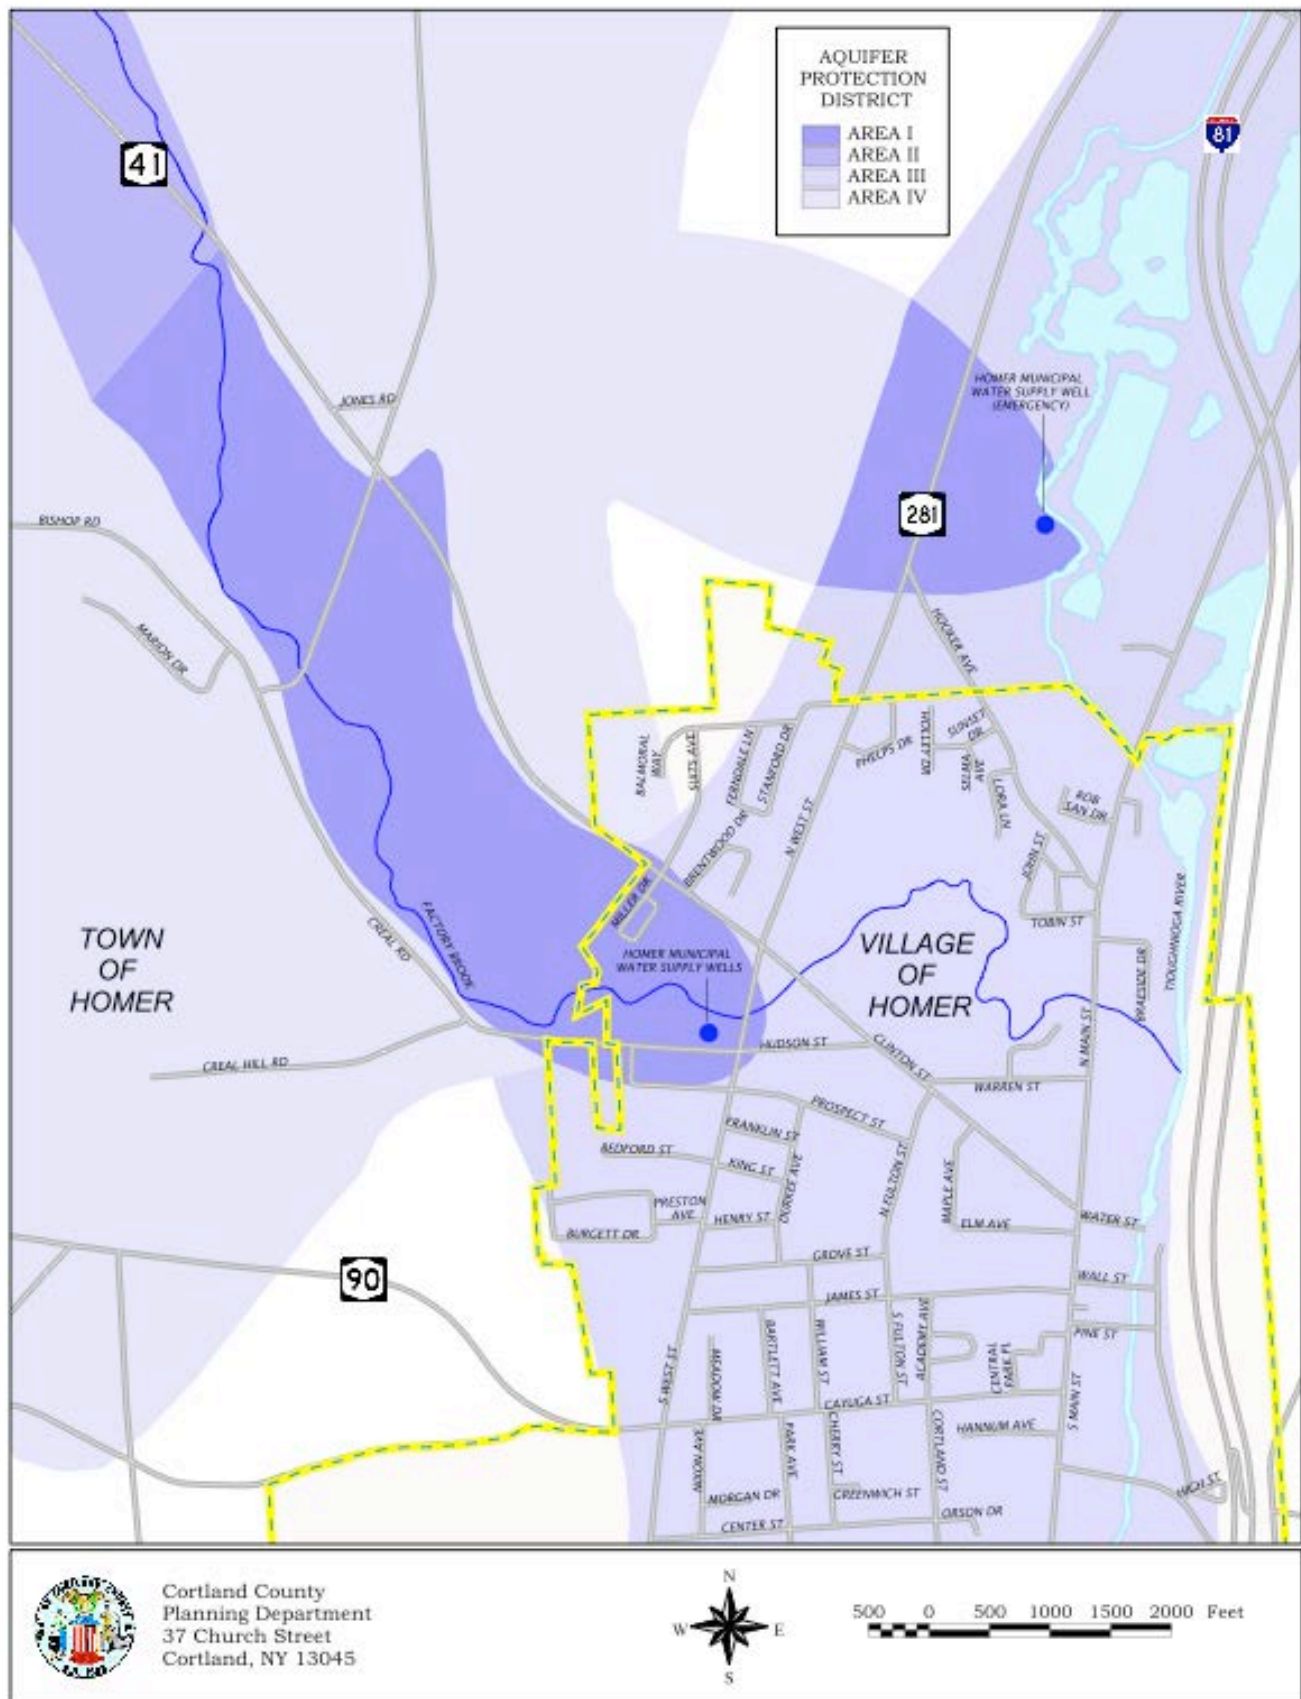 AQUIFER
PROTECTION
DISTRICT
AREA I
AREA II
AREA III
AREA IV
81
41
HOMER MUNICIPAL
WATER SUPPLY WELL
(EMERGENCY)
JONES RD
281
BISHOP RD
MARION DR
HOOKER AVE
BALMORAL
WAY
SUITS AVE
FERNDALE LN
STANFORD DR
PHELPS DR
HOLLEY DR
SUNSET
DR
SELMA
AVE
LORA LN
ROB
SAN DR
BRENTWOOD DR
N WEST ST
JOHN ST
MILLER DR
TOBIN ST
TIOUGHNIOGA RIVER
TOWN
OF
HOMER
CREAL RD
FACTORY BROOK
HOMER MUNICIPAL
WATER SUPPLY WELLS
VILLAGE
OF
HOMER
BRAESIDE DR
N MAIN ST
HUDSON ST
CLINTON ST
CREAL HILL RD
WARREN ST
PROSPECT ST
FRANKLIN ST
BEDFORD ST
KING ST
DURKEE AVE
N FULTON ST
MAPLE AVE
PRESTON
AVE
HENRY ST
ELM AVE
WATER ST
BURGETT DR
GROVE ST
90
WALL ST
JAMES ST
S WEST ST
MEADOW DR
BARTLETT AVE
WILLIAM ST
S FULTON ST
ACADEMY AVE
CENTRAL
PARK PL
PINE ST
S MAIN ST
CAYUGA ST
HANNUM AVE
NIXON AVE
PARK AVE
CHERRY ST
CORTLAND ST
MORGAN DR
GREENWICH ST
HIGH ST
CENTER ST
ORSON DR
Cortland County
Planning Department
37 Church Street
Cortland, NY 13045
N
W
E
S
500 0 500 1000 1500 2000 Feet